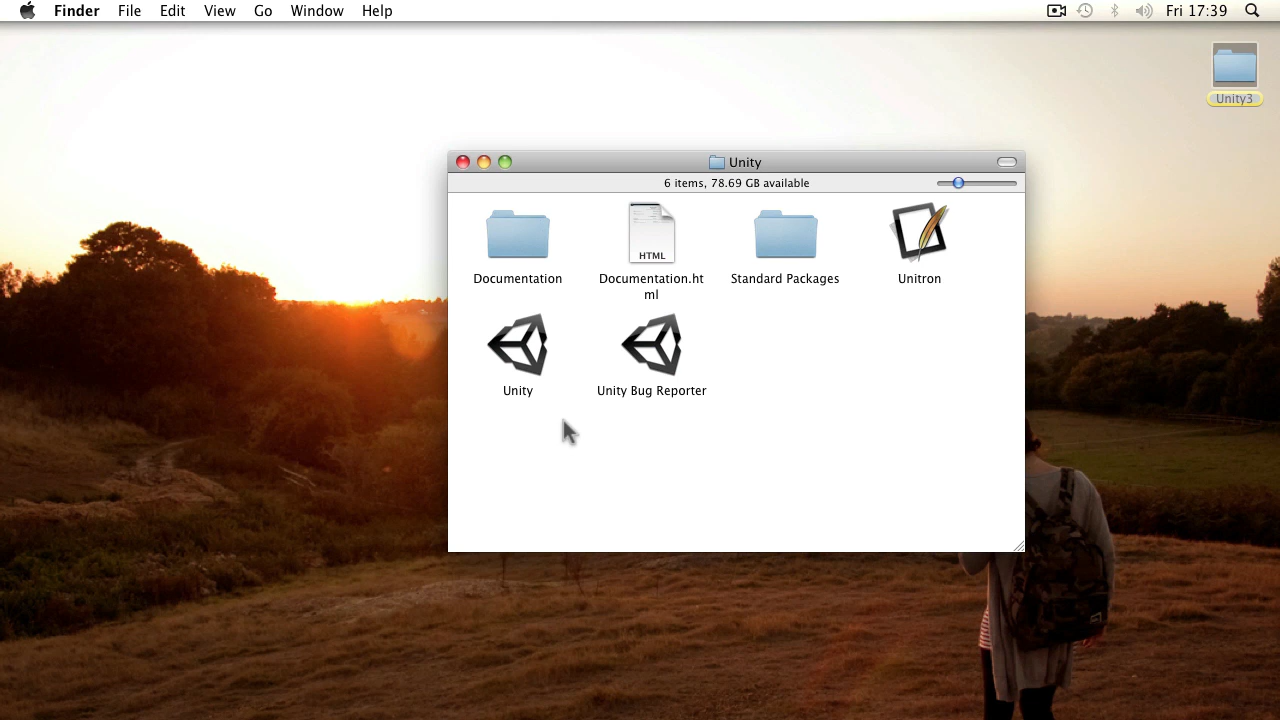 Finder File Edit View Go Window Help Fri 17:39
Unity3
Unity
6 items, 78.69 GB available
HTML
Documentation Documentation.ht Standard Packages Unitron
ml
Unity Unity Bug Reporter